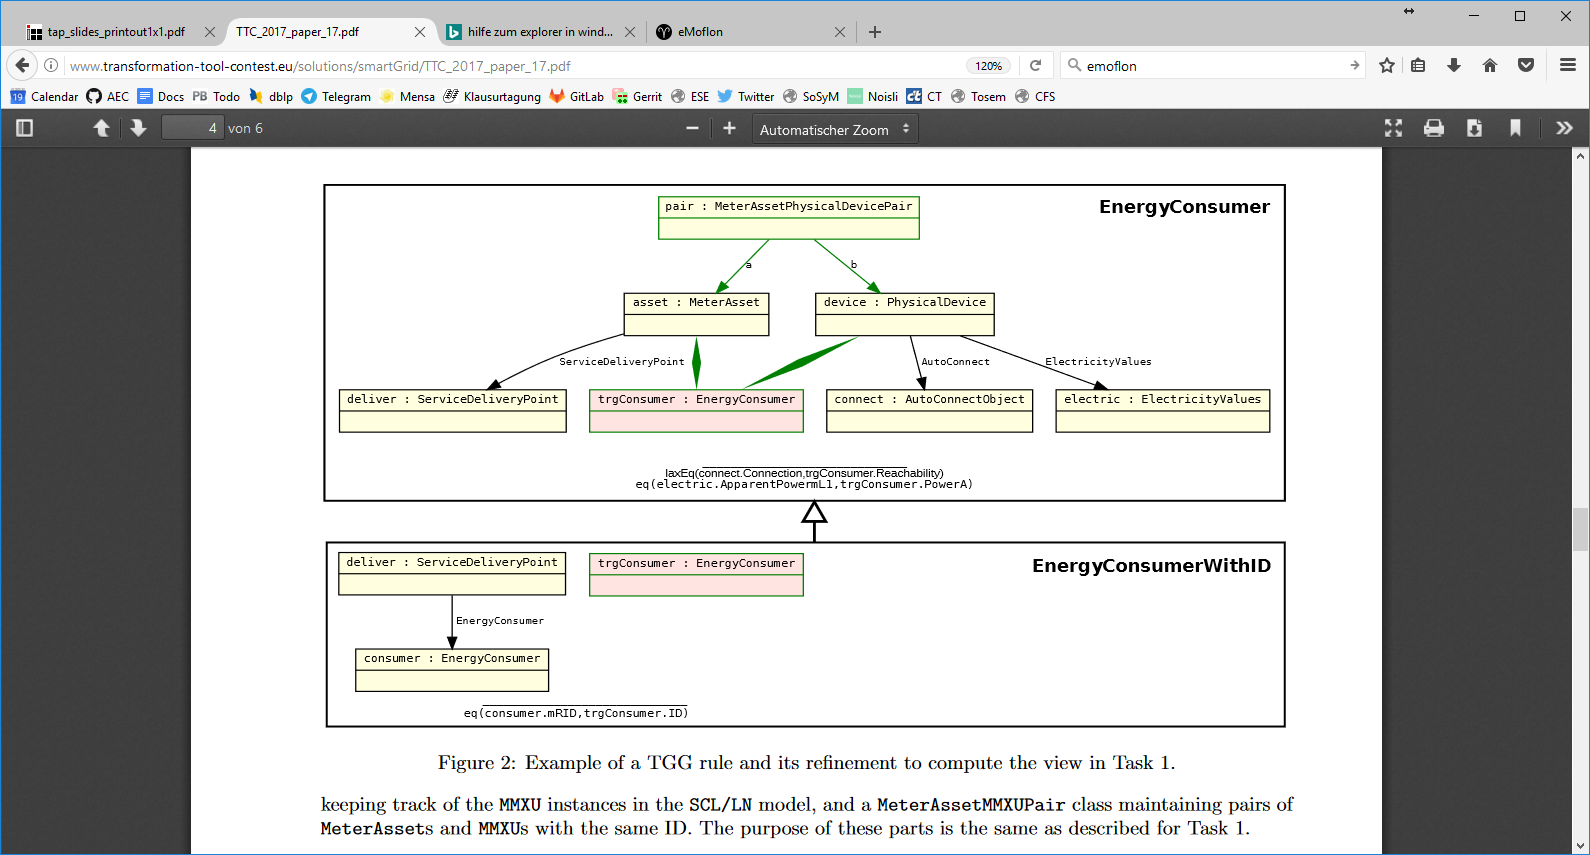 tap_slides_printout1x1.pdf
TTC_2017_paper_17.pdf
hilfe zum explorer in wind...
eMoflon
www.transformation-tool-contest.eu/solutions/smartGrid/TTC_2017_paper_17.pdf
120%
emoflon
19 Calendar AEC Docs PB Todo dblp Telegram Mensa Klausurtagung GitLab Gerrit ESE Twitter SoSyM Noisli CT Tosem CFS
4 von 6
Automatischer Zoom
EnergyConsumer
pair : MeterAssetPhysicalDevicePair
a
b
asset : MeterAsset
device : PhysicalDevice
ServiceDeliveryPoint
AutoConnect
ElectricityValues
deliver : ServiceDeliveryPoint
trgConsumer : EnergyConsumer
connect : AutoConnectObject
electric : ElectricityValues
laxEq(connect.Connection,trgConsumer.Reachability)
eq(electric.ApparentPowermL1,trgConsumer.PowerA)
EnergyConsumerWithID
deliver : ServiceDeliveryPoint
trgConsumer : EnergyConsumer
EnergyConsumer
consumer : EnergyConsumer
eq(consumer.mRID,trgConsumer.ID)
Figure 2: Example of a TGG rule and its refinement to compute the view in Task 1.
keeping track of the MMXU instances in the SCL/LN model, and a MeterAssetMMXUPair class maintaining pairs of
MeterAssets and MMXUs with the same ID. The purpose of these parts is the same as described for Task 1.